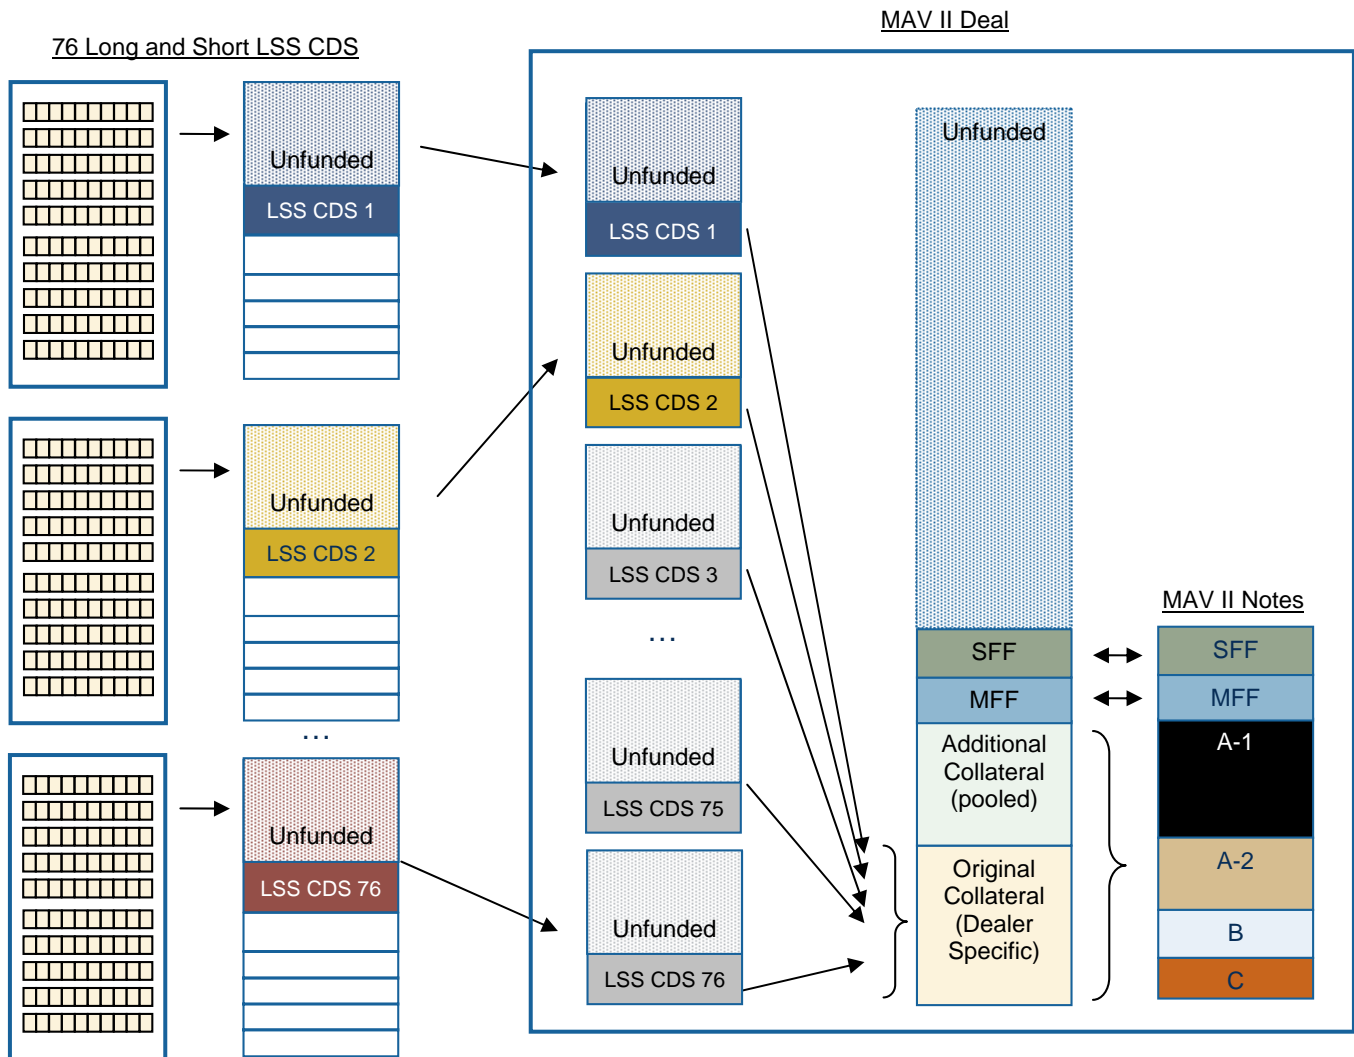 MAV II Deal
76 Long and Short LSS CDS
Unfunded
LSS CDS 1
Unfunded
LSS CDS 2
...
Unfunded
LSS CDS 76
Unfunded
LSS CDS 1
Unfunded
LSS CDS 2
Unfunded
LSS CDS 3
...
Unfunded
LSS CDS 75
Unfunded
LSS CDS 76
Unfunded
SFF
MFF
Additional
Collateral
(pooled)
Original
Collateral
(Dealer
Specific)
MAV II Notes
SFF
MFF
A-1
A-2
B
C